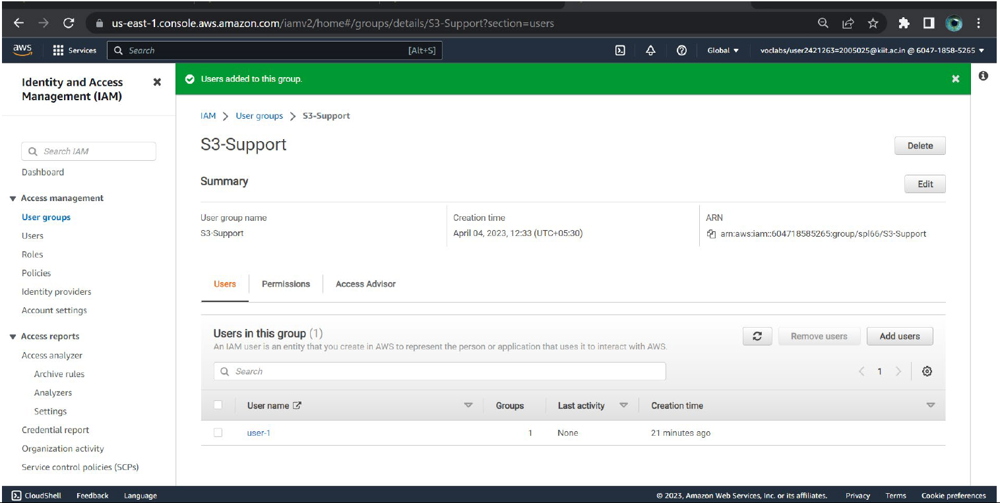 us-east-1.console.aws.amazon.com/iamv2/home#/groups/details/S3-Support?section=users
aws Services Search [Alt+S] Global voclabs/user2421263=2005025@kiit.ac.in @ 6047-1858-5265
Identity and Access
Management (IAM)
Search IAM
Dashboard
Access management
User groups
Users
Roles
Policies
Identity providers
Account settings
Access reports
Access analyzer
Archive rules
Analyzers
Settings
Credential report
Organization activity
Service control policies (SCPs)
Users added to this group.
IAM User groups S3-Support
S3-Support
Delete
Summary
Edit
User group name
S3-Support
Creation time
April 04, 2023, 12:33 (UTC+05:30)
ARN
arn:aws:iam::604718585265:group/spl66/S3-Support
Users Permissions Access Advisor
Users in this group (1)
An IAM user is an entity that you create in AWS to represent the person or application that uses it to interact with AWS.
Remove users Add users
Search
1
User name Groups Last activity Creation time
user-1 1 None 21 minutes ago
CloudShell Feedback Language © 2023, Amazon Web Services, Inc. or its affiliates. Privacy Terms Cookie preferences